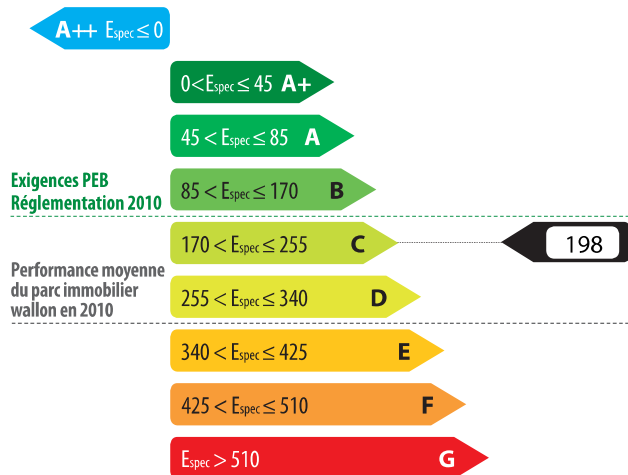 A++ Espec ≤ 0
0<Espec≤ 45 A+
45 < Espec ≤ 85 A
Exigences PEB
Réglementation 2010
85 < Espec ≤ 170 B
170 < Espec ≤ 255 C
198
Performance moyenne
du parc immobilier
wallon en 2010
255 < Espec ≤ 340 D
340 < Espec ≤ 425 E
425 < Espec ≤ 510 F
Espec > 510 G